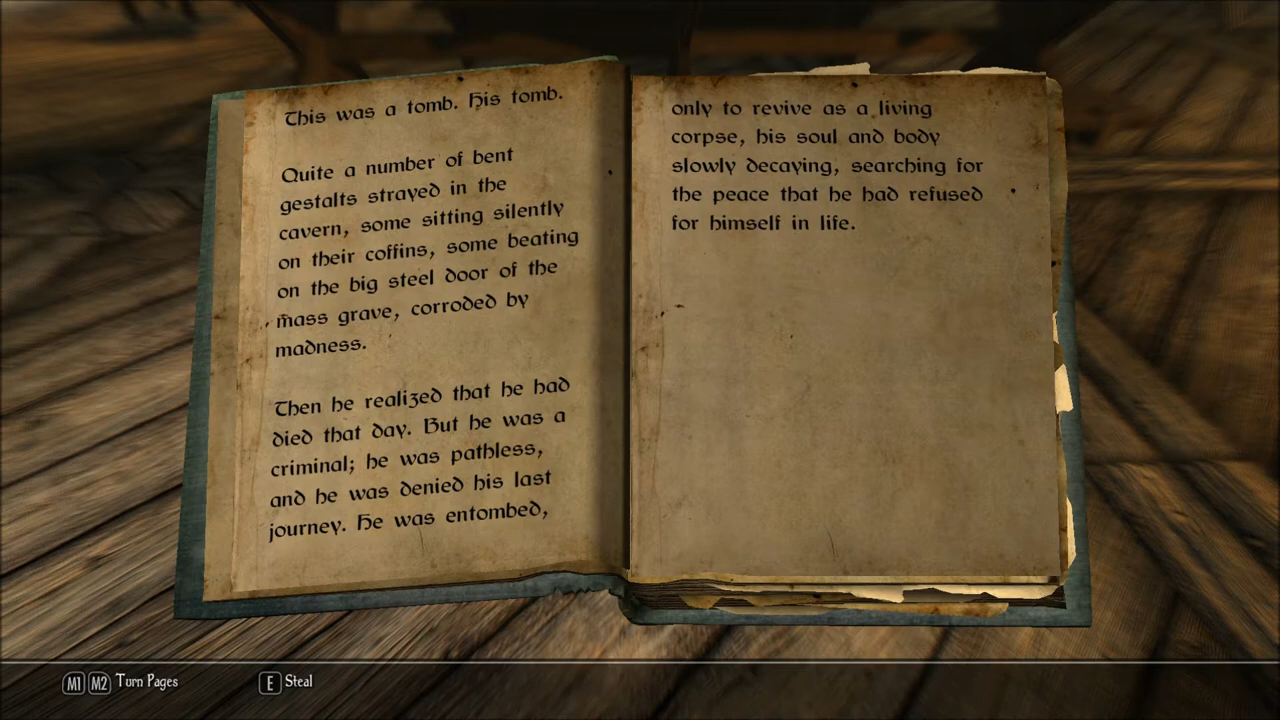 This was a tomb. His tomb.
Quite a number of bent
gestalts strayed in the
cavern, some sitting silently
on their coffins, some beating
on the big steel door of the
mass grave, corroded by
madness.
Then he realized that he had
died that day. But he was a
criminal; he was pathless,
and he was denied his last
journey. He was entombed,
only to revive as a living
corpse, his soul and body
slowly decaying, searching for
the peace that he had refused
for himself in life.
M1 M2 Turn Pages
E Steal